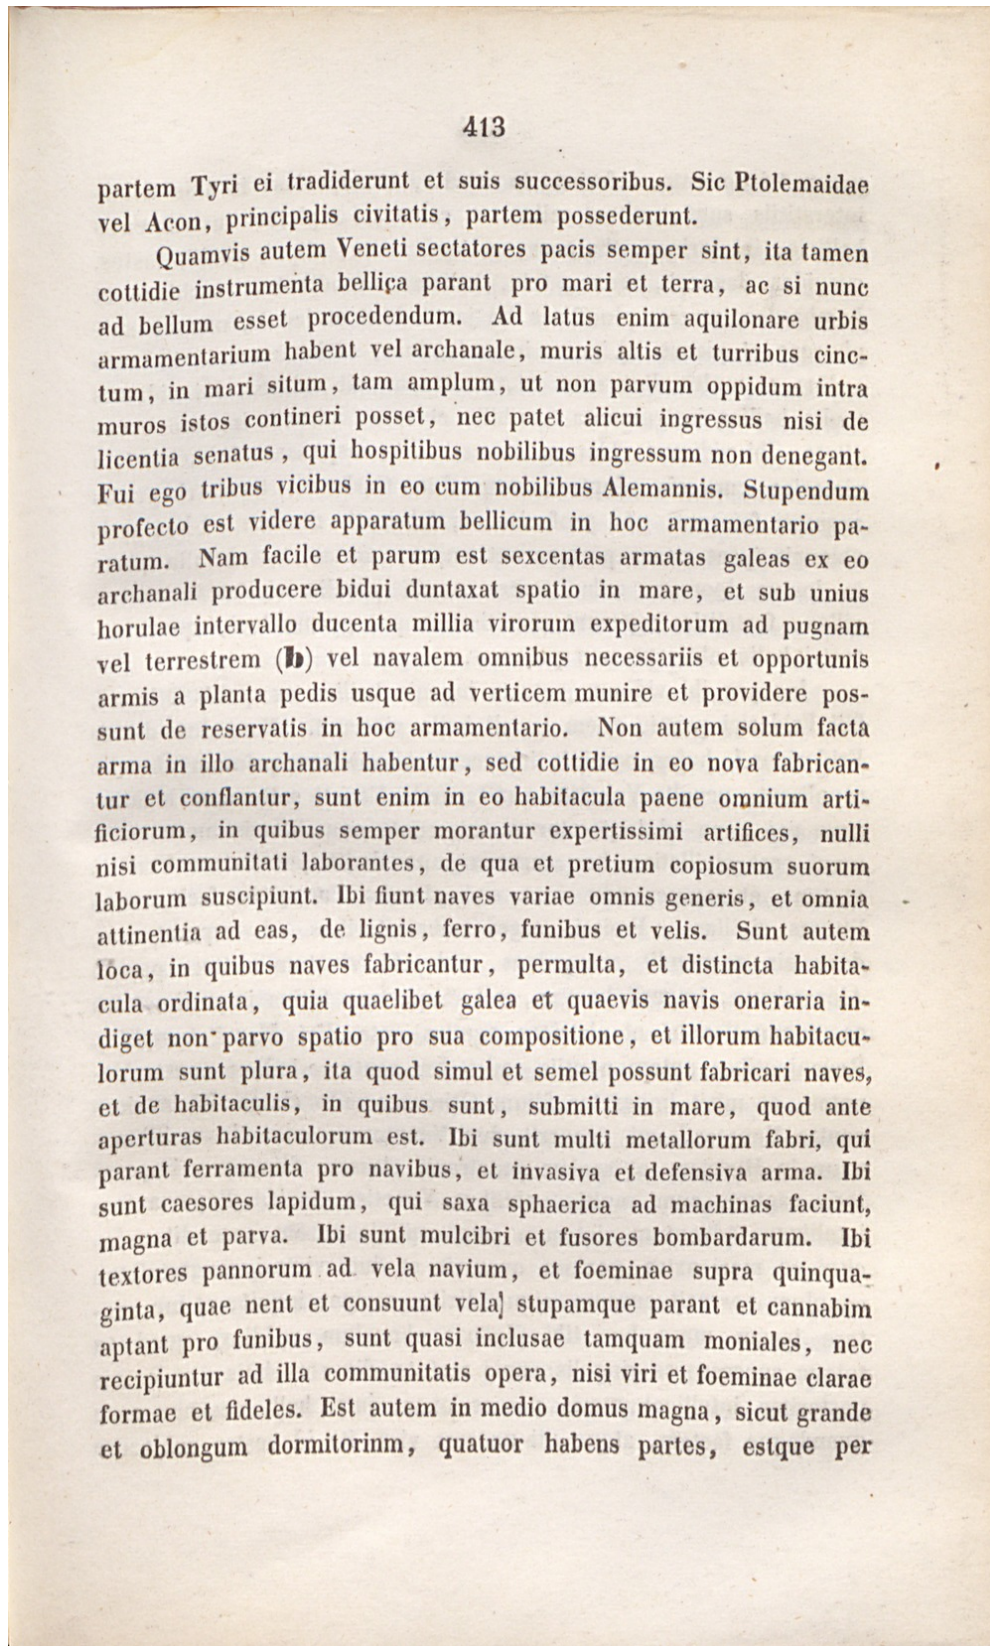 413
partem Tyri ei tradiderunt et suis successoribus. Sic Ptolemaidae
vel Acon, principalis civitatis, partem possederunt.
Quamvis autem Veneti sectatores pacis semper sint, ita tamen
cottidie instrumenta bellica parant pro mari et terra, ac si nunc
ad bellum esset procedendum. Ad latus enim aquilonare urbis
armamentarium habent vel archanale, muris altis et turribus cinc-
tum, in mari situm, tam amplum, ut non parvum oppidum intra
muros istos contineri posset, nec patet alicui ingressus nisi de
licentia senatus, qui hospitibus nobilibus ingressum non denegant.
Fui ego tribus vicibus in eo cum nobilibus Alemannis. Stupendum
profecto est videre apparatum bellicum in hoc armamentario pa-
ratum. Nam facile et parum est sexcentas armatas galeas ex eo
archanali producere bidui duntaxat spatio in mare, et sub unius
horulae intervallo ducenta millia virorum expeditorum ad pugnam
vel terrestrem (b) vel navalem omnibus necessariis et opportunis
armis a planta pedis usque ad verticem munire et providere pos-
sunt de reservatis in hoc armamentario. Non autem solum facta
arma in illo archanali habentur, sed cottidie in eo nova fabrican-
tur et conflantur, sunt enim in eo habitacula paene omnium arti-
ficiorum, in quibus semper morantur expertissimi artifices, nulli
nisi communitati laborantes, de qua et pretium copiosum suorum
laborum suscipiunt. Ibi fiunt naves variae omnis generis, et omnia
attinentia ad eas, de lignis, ferro, funibus et velis. Sunt autem
loca, in quibus naves fabricantur, permulta, et distincta habita-
cula ordinata, quia quaelibet galea et quaevis navis oneraria in-
diget non parvo spatio pro sua compositione, et illorum habitacu-
lorum sunt plura, ita quod simul et semel possunt fabricari naves,
et de habitaculis, in quibus sunt, submitti in mare, quod ante
aperturas habitaculorum est. Ibi sunt multi metallorum fabri, qui
parant ferramenta pro navibus, et invasiva et defensiva arma. Ibi
sunt caesores lapidum, qui saxa sphaerica ad machinas faciunt,
magna et parva. Ibi sunt mulcibri et fusores bombardarum. Ibi
textores pannorum ad vela navium, et foeminae supra quinqua-
ginta, quae nent et consuunt vela] stupamque parant et cannabim
aptant pro funibus, sunt quasi inclusae tamquam moniales, nec
recipiuntur ad illa communitatis opera, nisi viri et foeminae clarae
formae et fideles. Est autem in medio domus magna, sicut grande
et oblongum dormitorinm, quatuor habens partes, estque per